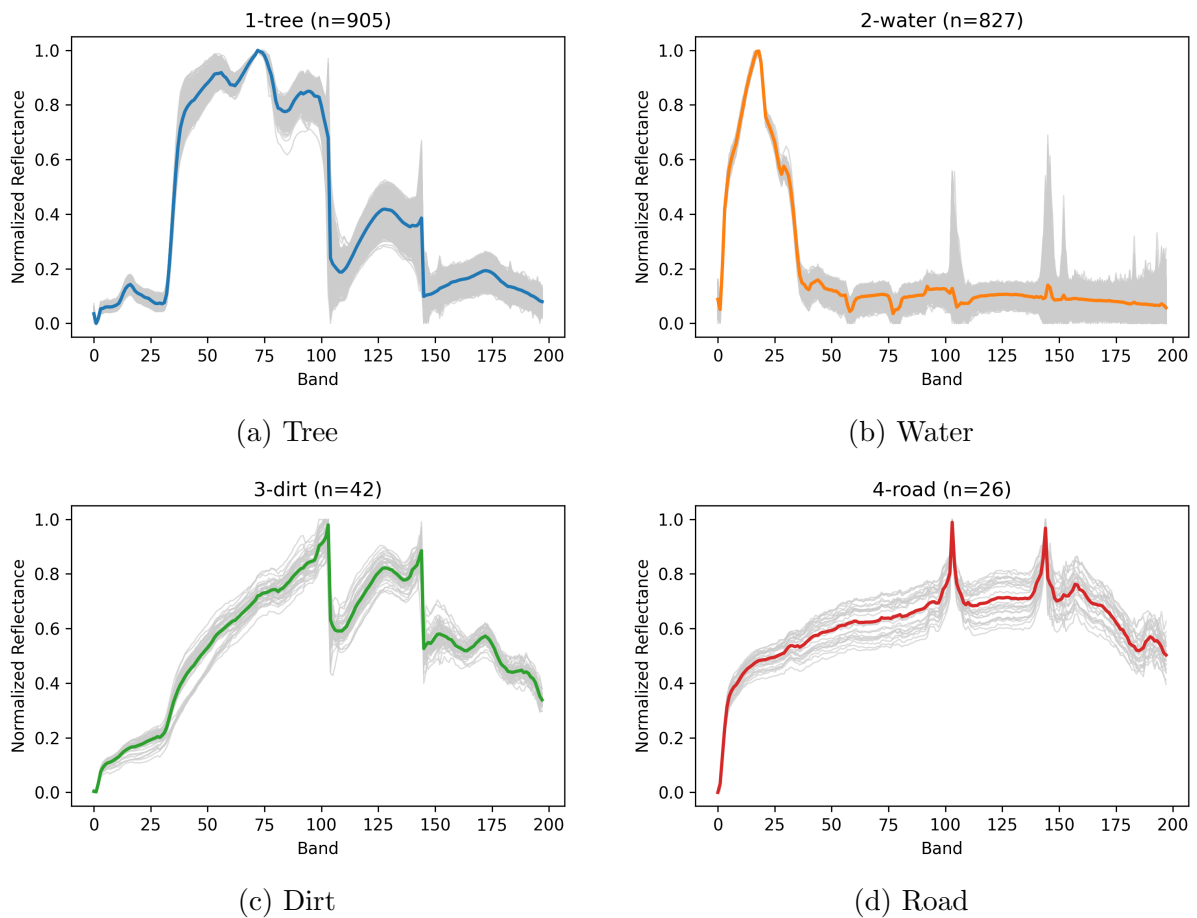 1-tree (n=905)
Normalized Reflectance
1.0
0.8
0.6
0.4
0.2
0.0
0 25 50 75 100 125 150 175 200
Band
(a) Tree
2-water (n=827)
Normalized Reflectance
1.0
0.8
0.6
0.4
0.2
0.0
0 25 50 75 100 125 150 175 200
Band
(b) Water
3-dirt (n=42)
Normalized Reflectance
1.0
0.8
0.6
0.4
0.2
0.0
0 25 50 75 100 125 150 175 200
Band
(c) Dirt
4-road (n=26)
Normalized Reflectance
1.0
0.8
0.6
0.4
0.2
0.0
0 25 50 75 100 125 150 175 200
Band
(d) Road